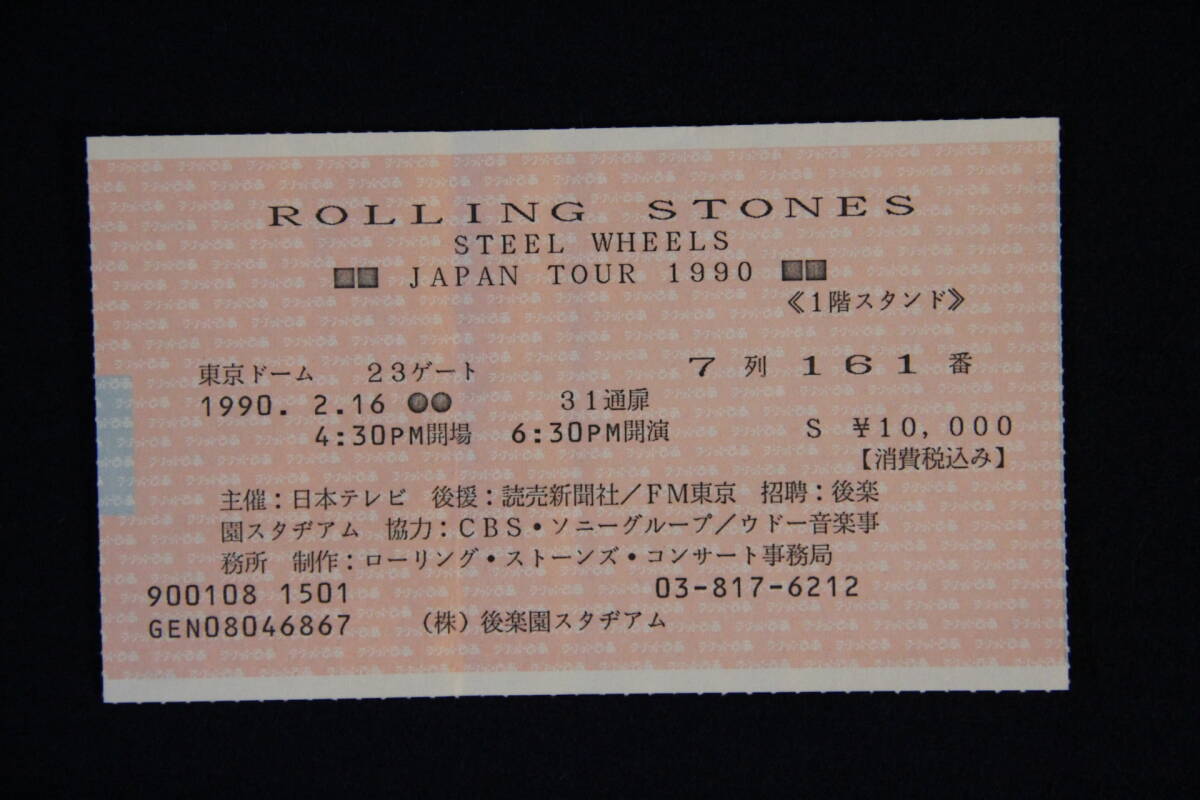 ROLLING STONES
STEEL WHEELS
JAPAN TOUR 1990
《1階スタンド》
東京ドーム 23ゲート 7列 161番
1990. 2.16 31通扉
4:30PM開場 6:30PM開演 S ¥10,000
【消費税込み】
主催:日本テレビ 後援:読売新聞社/FM東京 招聘:後楽
園スタヂアム 協力:CBS・ソニーグループ/ウドー音楽事
務所 制作:ローリング・ストーンズ・コンサート事務局
900108 1501 03-817-6212
GEN08046867 (株)後楽園スタヂアム